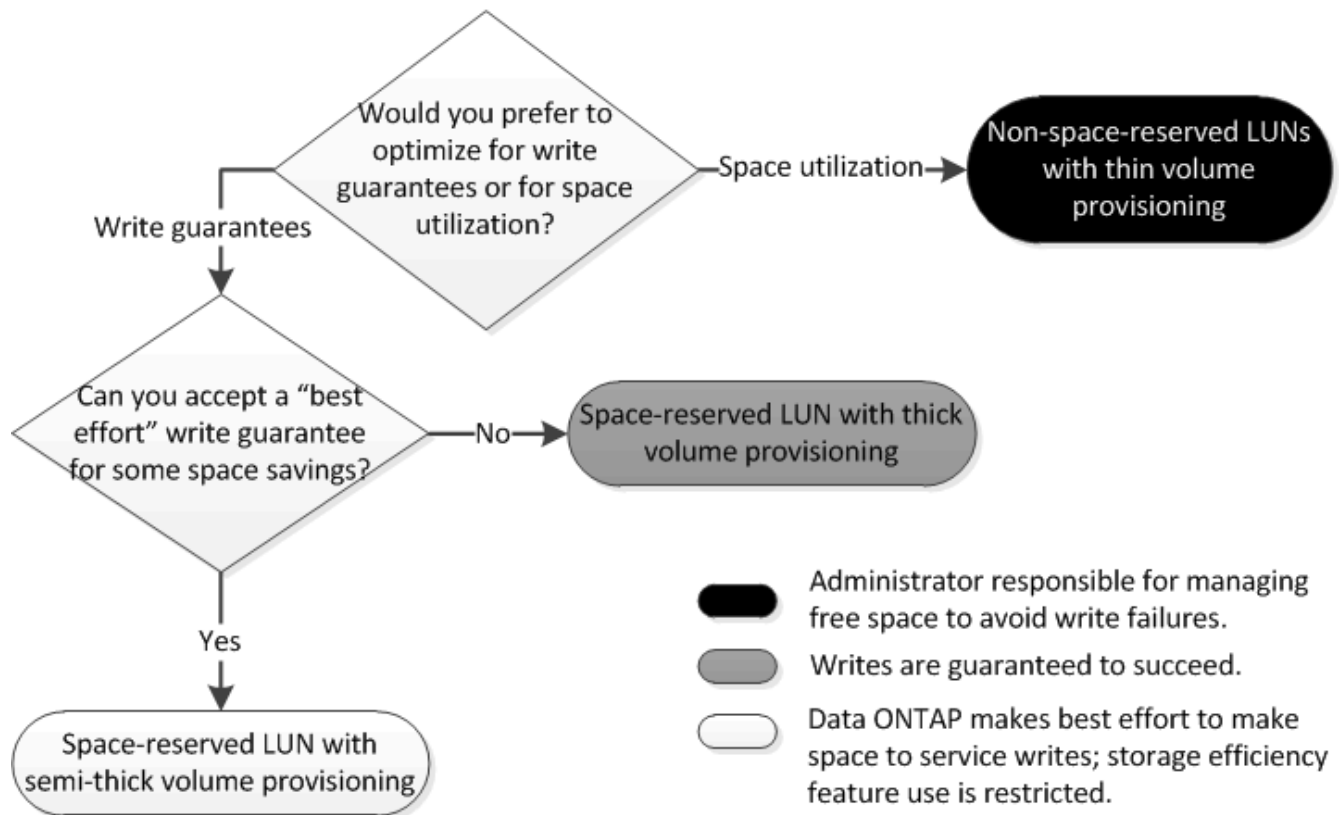 Would you prefer to
optimize for write
guarantees or for space
utilization?
Space utilization
Non-space-reserved LUNs
with thin volume
provisioning
Write guarantees
Can you accept a “best
effort” write guarantee
for some space savings?
No
Space-reserved LUN with thick
volume provisioning
Yes
Space-reserved LUN with
semi-thick volume provisioning
Administrator responsible for managing
free space to avoid write failures.
Writes are guaranteed to succeed.
Data ONTAP makes best effort to make
space to service writes; storage efficiency
feature use is restricted.